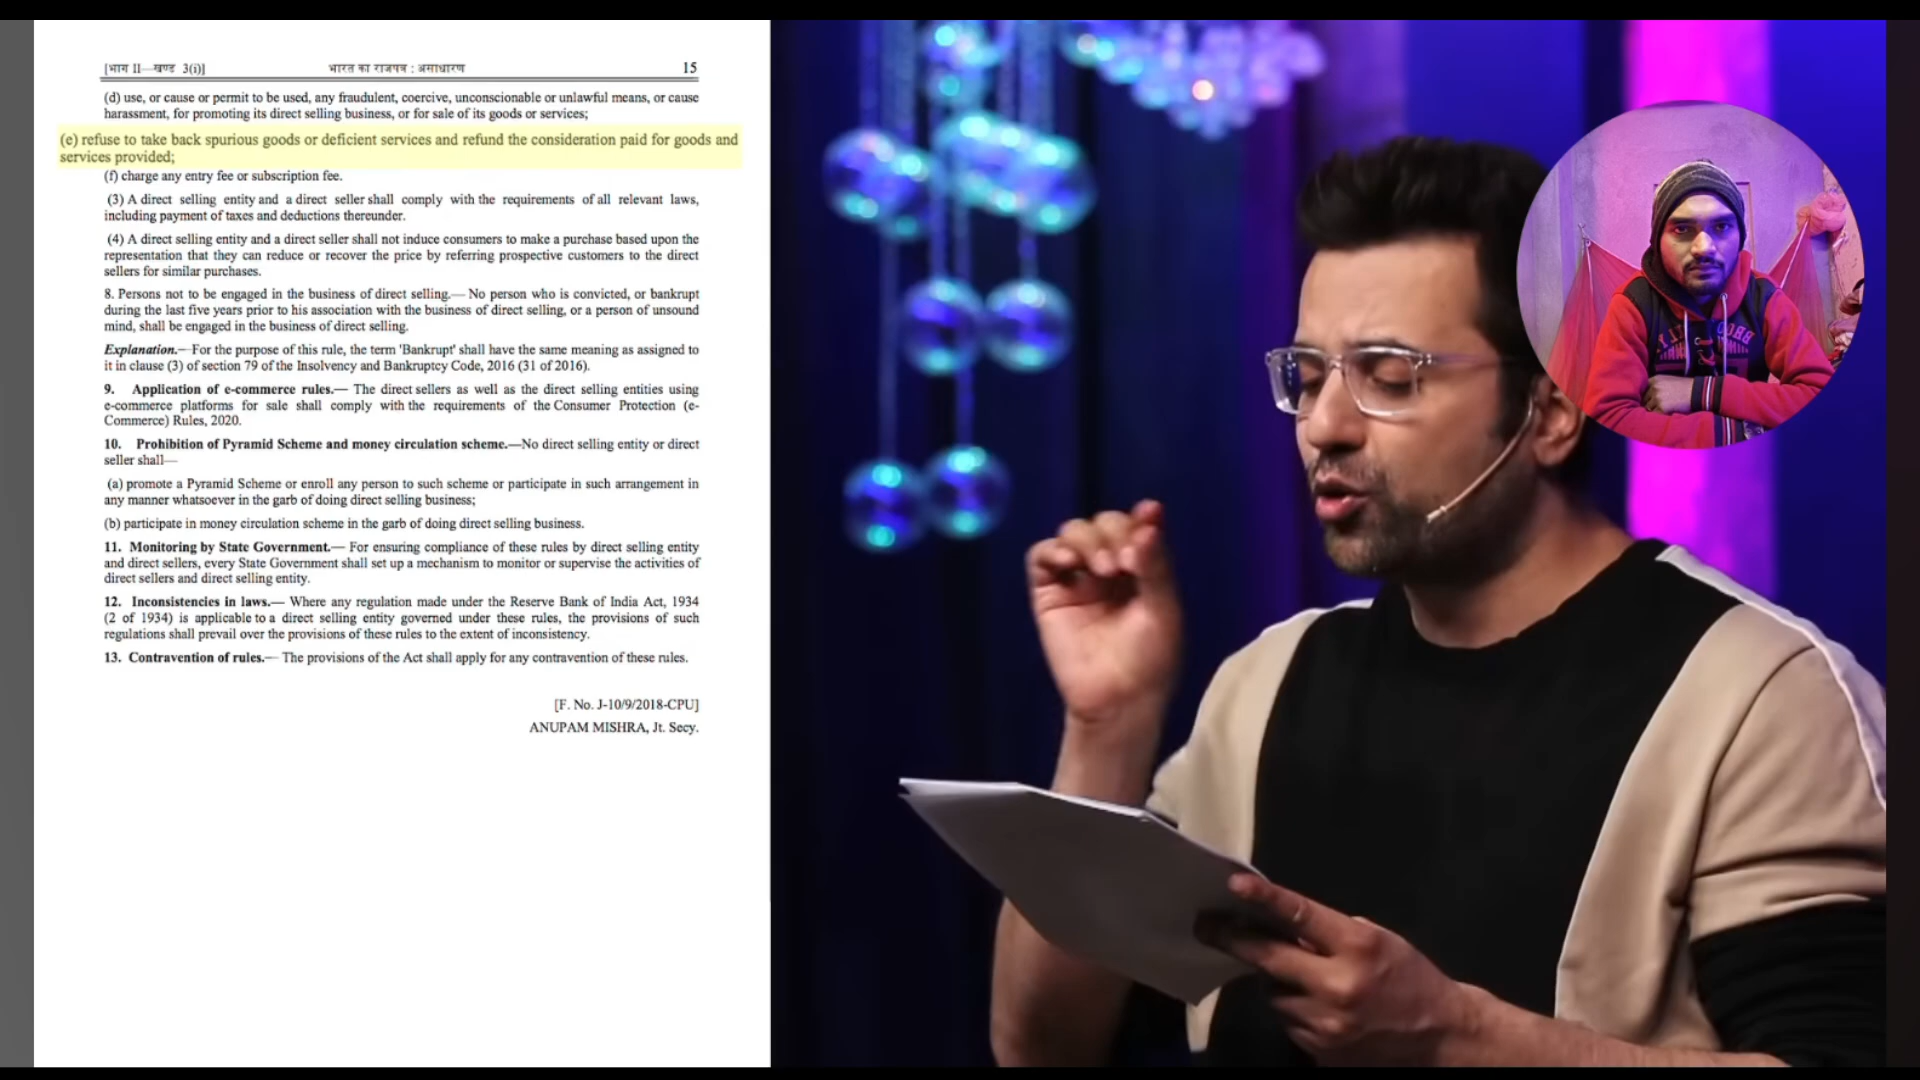 [भाग II—खण्ड 3(i)] भारत का राजपत्र : असाधारण 15
(d) use, or cause or permit to be used, any fraudulent, coercive, unconscionable or unlawful means, or cause
harassment, for promoting its direct selling business, or for sale of its goods or services;
(e) refuse to take back spurious goods or deficient services and refund the consideration paid for goods and
services provided;
(f) charge any entry fee or subscription fee.
(3) A direct selling entity and a direct seller shall comply with the requirements of all relevant laws,
including payment of taxes and deductions thereunder.
(4) A direct selling entity and a direct seller shall not induce consumers to make a purchase based upon the
representation that they can reduce or recover the price by referring prospective customers to the direct
sellers for similar purchases.
8. Persons not to be engaged in the business of direct selling.— No person who is convicted, or bankrupt
during the last five years prior to his association with the business of direct selling, or a person of unsound
mind, shall be engaged in the business of direct selling.
Explanation.—For the purpose of this rule, the term 'Bankrupt' shall have the same meaning as assigned to
it in clause (3) of section 79 of the Insolvency and Bankruptcy Code, 2016 (31 of 2016).
9. Application of e-commerce rules.— The direct sellers as well as the direct selling entities using
e-commerce platforms for sale shall comply with the requirements of the Consumer Protection (e-
Commerce) Rules, 2020.
10. Prohibition of Pyramid Scheme and money circulation scheme.—No direct selling entity or direct
seller shall—
(a) promote a Pyramid Scheme or enroll any person to such scheme or participate in such arrangement in
any manner whatsoever in the garb of doing direct selling business;
(b) participate in money circulation scheme in the garb of doing direct selling business.
11. Monitoring by State Government.— For ensuring compliance of these rules by direct selling entity
and direct sellers, every State Government shall set up a mechanism to monitor or supervise the activities of
direct sellers and direct selling entity.
12. Inconsistencies in laws.— Where any regulation made under the Reserve Bank of India Act, 1934
(2 of 1934) is applicable to a direct selling entity governed under these rules, the provisions of such
regulations shall prevail over the provisions of these rules to the extent of inconsistency.
13. Contravention of rules.— The provisions of the Act shall apply for any contravention of these rules.
[F. No. J-10/9/2018-CPU]
ANUPAM MISHRA, Jt. Secy.